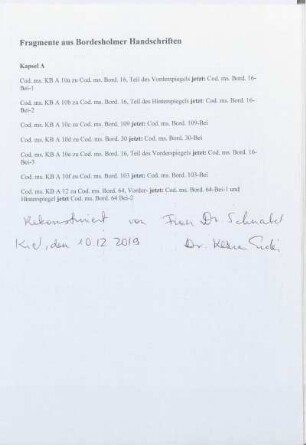 Fragmente aus Bordesholmer Handschriften
Kapsel A
Cod. ms. KB A 10a zu Cod. ms. Bord. 16, Teil des Vorderspiegels jetzt: Cod. ms. Bord. 16-
Bei-1
Cod. ms. KB A 10b zu Cod. ms. Bord. 16, Teil des Hinterspiegels jetzt: Cod. ms. Bord. 16-
Bei-2
Cod. ms. KB A 10c zu Cod. ms. Bord. 109 jetzt: Cod. ms. Bord. 109-Bei
Cod. ms. KB A 10d zu Cod. ms. Bord. 30 jetzt: Cod. ms. Bord. 30-Bei
Cod. ms. KB A 10e zu Cod. ms. Bord. 16, Teil des Vorderspiegels jetzt: Cod. ms. Bord. 16-
Bei-3
Cod. ms. KB A 10f zu Cod. ms. Bord. 103 jetzt: Cod. ms. Bord. 103-Bei
Cod. ms. KB A 12 zu Cod. ms. Bord. 64, Vorder- jetzt: Cod. ms. Bord. 64-Bei-1 und
Hinterspiegel jetzt Cod. ms. Bord. 64 Bei-2
Rekonstruiert von Frau Dr. Schnabel
Kiel, den 10.12.2019 Dr. Klara